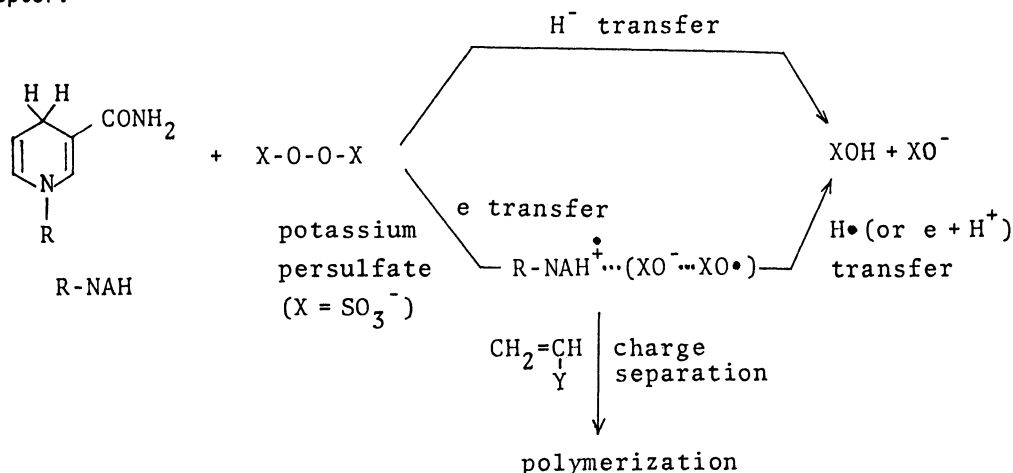 H⁻ transfer
H H
CONH₂
N
R
R-NAH
+
X-O-O-X
potassium
persulfate
(X = SO₃⁻)
e transfer
R-NAH⁺•⋯(XO⁻⋯XO•)
XOH + XO⁻
H•(or e + H⁺)
transfer
CH₂=CH
Y
charge
separation
polymerization